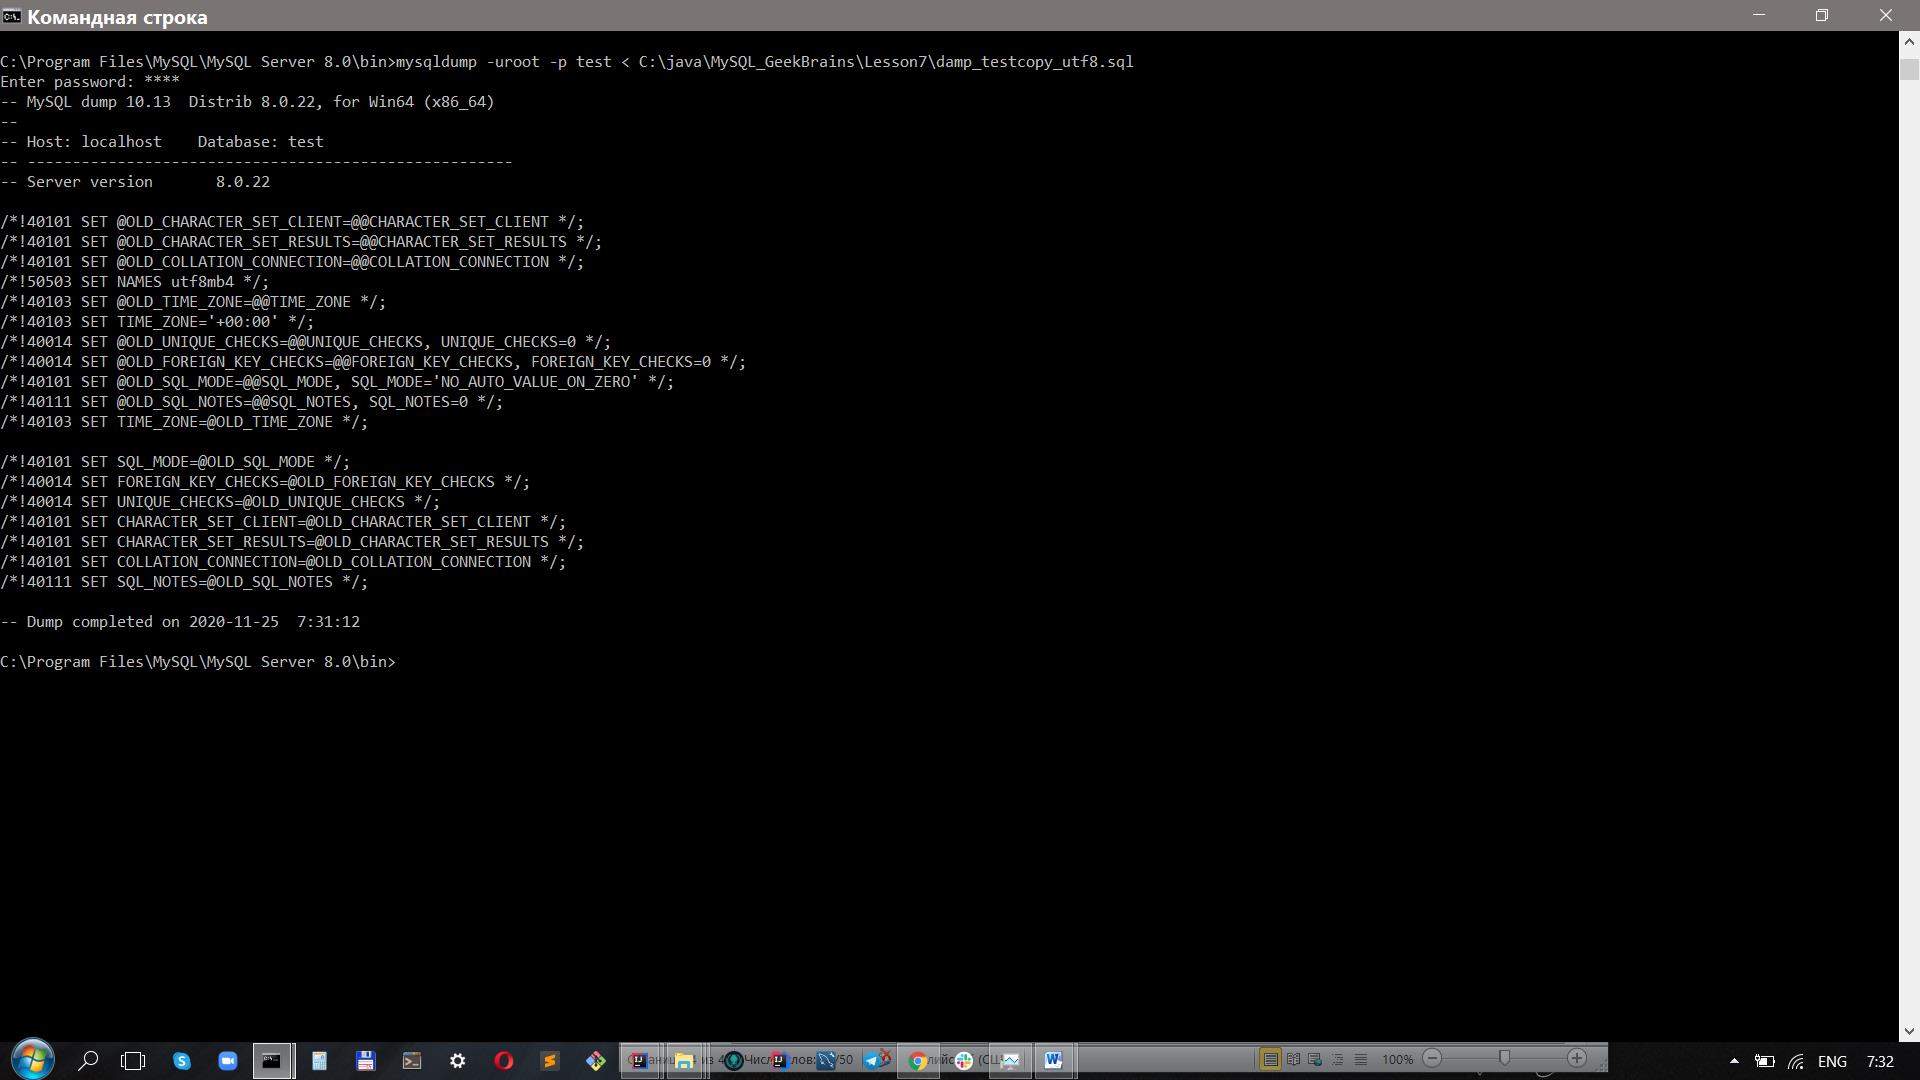 Командная строка
C:\Program Files\MySQL\MySQL Server 8.0\bin>mysqldump -uroot -p test < C:\java\MySQL_GeekBrains\Lesson7\damp_testcopy_utf8.sql
Enter password: ****
-- MySQL dump 10.13  Distrib 8.0.22, for Win64 (x86_64)
--
-- Host: localhost    Database: test
-- ------------------------------------------------------
-- Server version       8.0.22
/*!40101 SET @OLD_CHARACTER_SET_CLIENT=@@CHARACTER_SET_CLIENT */;
/*!40101 SET @OLD_CHARACTER_SET_RESULTS=@@CHARACTER_SET_RESULTS */;
/*!40101 SET @OLD_COLLATION_CONNECTION=@@COLLATION_CONNECTION */;
/*!50503 SET NAMES utf8mb4 */;
/*!40103 SET @OLD_TIME_ZONE=@@TIME_ZONE */;
/*!40103 SET TIME_ZONE='+00:00' */;
/*!40014 SET @OLD_UNIQUE_CHECKS=@@UNIQUE_CHECKS, UNIQUE_CHECKS=0 */;
/*!40014 SET @OLD_FOREIGN_KEY_CHECKS=@@FOREIGN_KEY_CHECKS, FOREIGN_KEY_CHECKS=0 */;
/*!40101 SET @OLD_SQL_MODE=@@SQL_MODE, SQL_MODE='NO_AUTO_VALUE_ON_ZERO' */;
/*!40111 SET @OLD_SQL_NOTES=@@SQL_NOTES, SQL_NOTES=0 */;
/*!40103 SET TIME_ZONE=@OLD_TIME_ZONE */;
/*!40101 SET SQL_MODE=@OLD_SQL_MODE */;
/*!40014 SET FOREIGN_KEY_CHECKS=@OLD_FOREIGN_KEY_CHECKS */;
/*!40014 SET UNIQUE_CHECKS=@OLD_UNIQUE_CHECKS */;
/*!40101 SET CHARACTER_SET_CLIENT=@OLD_CHARACTER_SET_CLIENT */;
/*!40101 SET CHARACTER_SET_RESULTS=@OLD_CHARACTER_SET_RESULTS */;
/*!40101 SET COLLATION_CONNECTION=@OLD_COLLATION_CONNECTION */;
/*!40111 SET SQL_NOTES=@OLD_SQL_NOTES */;
-- Dump completed on 2020-11-25  7:31:12
C:\Program Files\MySQL\MySQL Server 8.0\bin>
100% ENG 7:32